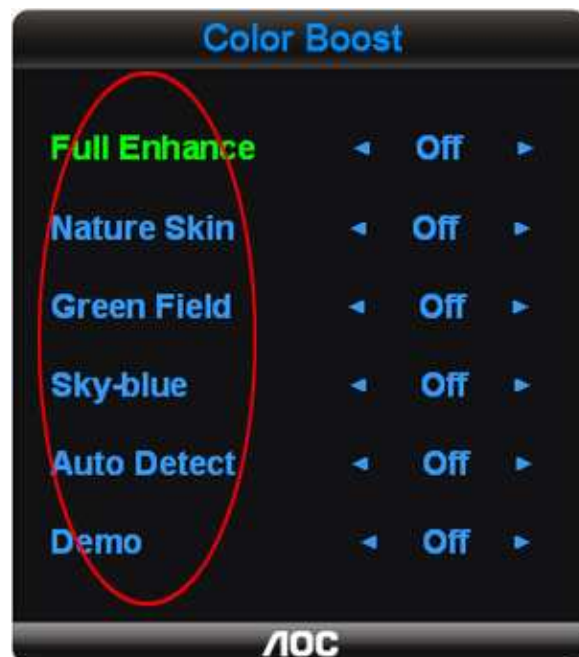 Color Boost
Full Enhance ◄ Off ►
Nature Skin ◄ Off ►
Green Field ◄ Off ►
Sky-blue ◄ Off ►
Auto Detect ◄ Off ►
Demo ◄ Off ►
AOC